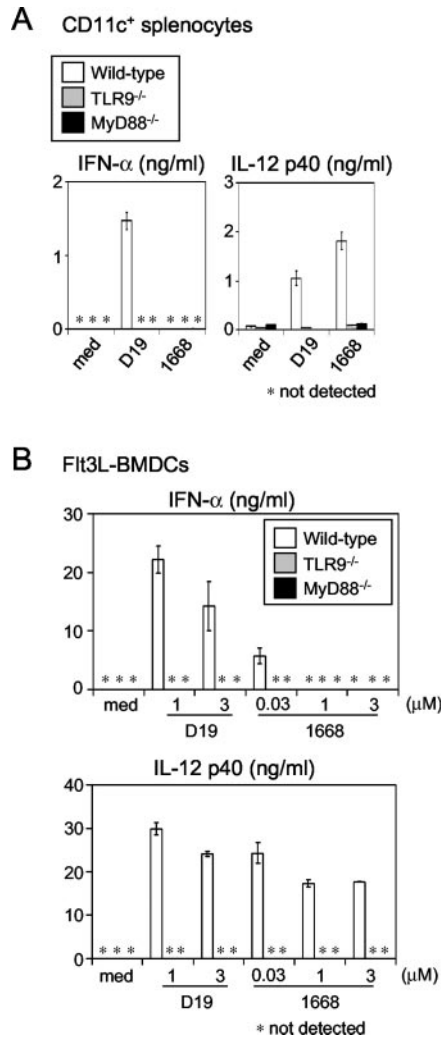 A CD11c⁺ splenocytes
Wild-type
TLR9⁻/⁻
MyD88⁻/⁻
IFN-α (ng/ml) IL-12 p40 (ng/ml)
2 3
1 2
0 1
0
* * * * * * * *
med D19 1668 med D19 1668
* not detected
B Flt3L-BMDCs
IFN-α (ng/ml)
30
20
10
0
Wild-type
TLR9⁻/⁻
MyD88⁻/⁻
* * * * * * * * * * * * * * *
med 1 3 0.03 1 3 (μM)
D19 1668
IL-12 p40 (ng/ml)
40
30
20
10
0
* * * * * * * * * * * * *
med 1 3 0.03 1 3 (μM)
D19 1668
* not detected